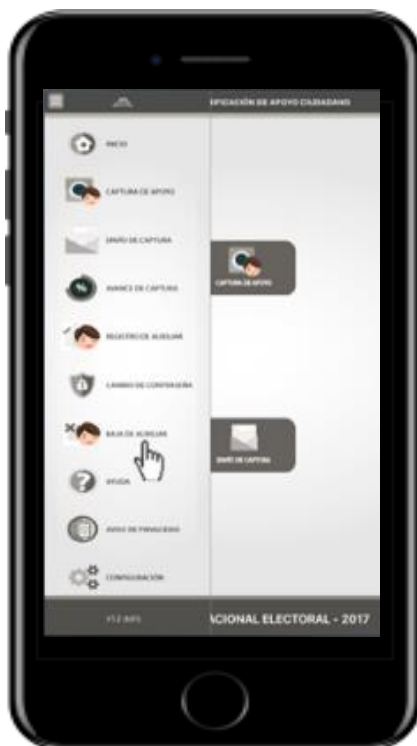 IFICACIÓN DE APOYO CIUDADANO
INICIO
CAPTURA DE APOYO
ENVÍO DE CAPTURA
AVANCE DE CAPTURA
REGISTRO DE AUXILIAR
CAMBIO DE CONTRASEÑA
BAJA DE AUXILIAR
AYUDA
AVISO DE PRIVACIDAD
CONFIGURACIÓN
CAPTURA DE APOYO
ENVÍO DE CAPTURA
ACIONAL ELECTORAL - 2017